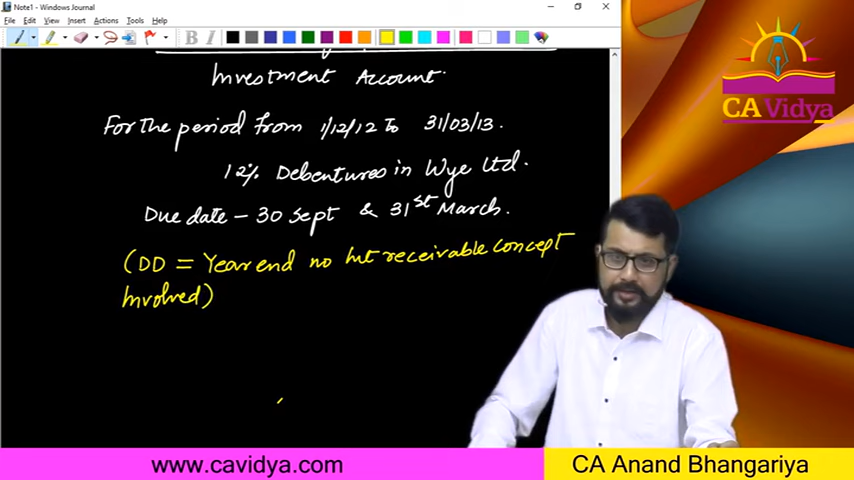 Note1 - Windows Journal
File Edit View Insert Actions Tools Help
Investment Account.
For the period from 1/12/12 to 31/03/13.
12% Debentures in Wye Ltd.
Due date – 30 Sept & 31st March.
(DD = Year end no Int receivable concept
Involved)
CA Vidya
www.cavidya.com
CA Anand Bhangariya